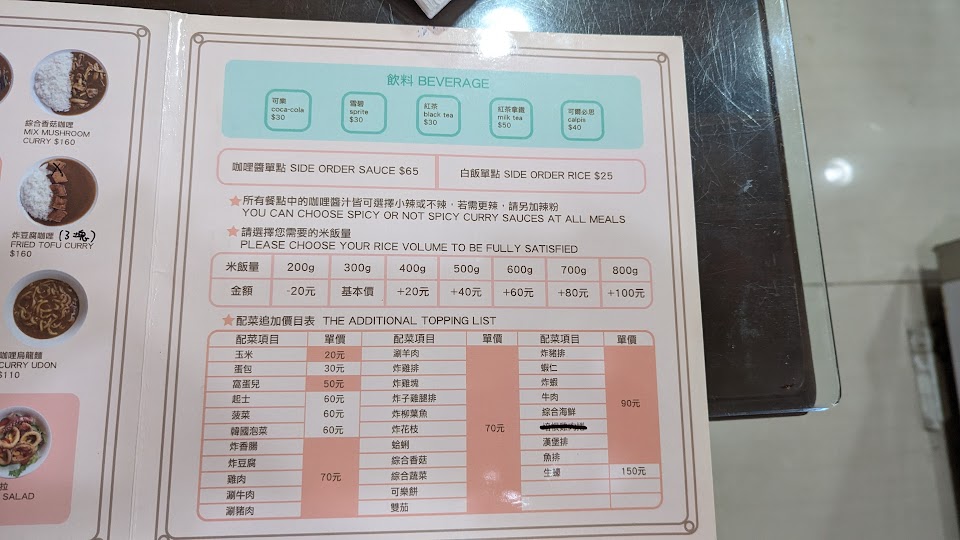 綜合香菇咖哩
MIX MUSHROOM
CURRY $160
炸豆腐咖哩 (3塊)
FRIED TOFU CURRY
$160
咖哩烏龍麵
CURRY UDON
$110
SALAD
飲料 BEVERAGE
可樂
coca-cola
$30
雪碧
sprite
$30
紅茶
black tea
$30
紅茶拿鐵
milk tea
$50
可爾必思
calpis
$40
咖哩醬單點 SIDE ORDER SAUCE $65
白飯單點 SIDE ORDER RICE $25
★所有餐點中的咖哩醬汁皆可選擇小辣或不辣,若需更辣,請另加辣粉
YOU CAN CHOOSE SPICY OR NOT SPICY CURRY SAUCES AT ALL MEALS
★請選擇您需要的米飯量
PLEASE CHOOSE YOUR RICE VOLUME TO BE FULLY SATISFIED
米飯量 200g 300g 400g 500g 600g 700g 800g
金額 -20元 基本價 +20元 +40元 +60元 +80元 +100元
★配菜追加價目表 THE ADDITIONAL TOPPING LIST
配菜項目 單價 配菜項目 單價 配菜項目 單價
玉米 20元 涮羊肉 炸豬排
蛋包 30元 炸雞排 蝦仁
窩蛋兒 50元 炸雞塊 炸蝦
起士 60元 炸子雞腿排 牛肉 90元
菠菜 60元 炸柳葉魚 綜合海鮮
韓國泡菜 60元 炸花枝 70元
炸香腸 蛤蜊 漢堡排
炸豆腐 綜合香菇 魚排
雞肉 70元 綜合蔬菜 生蠔 150元
涮牛肉 可樂餅
涮豬肉 雙茄